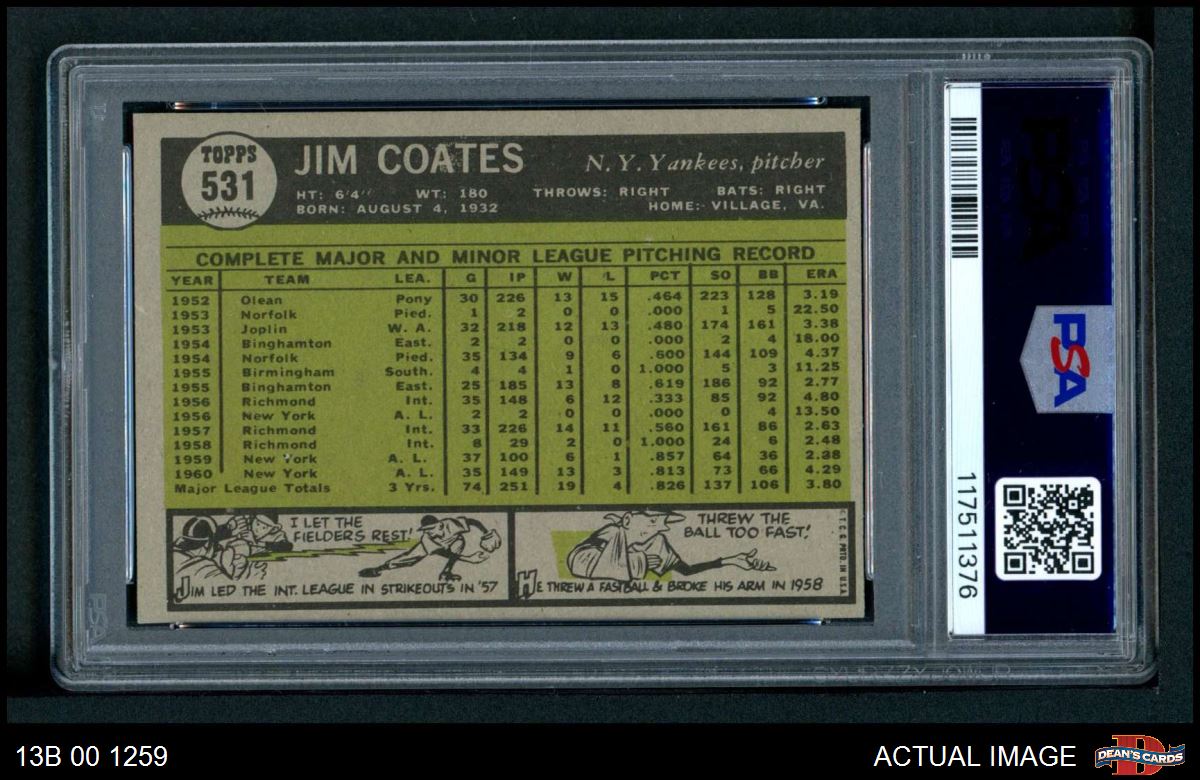 TOPPS
531
JIM COATES
N. Y. Yankees, pitcher
HT: 6'4" WT: 180 THROWS: RIGHT BATS: RIGHT
BORN: AUGUST 4, 1932 HOME: VILLAGE, VA.
COMPLETE MAJOR AND MINOR LEAGUE PITCHING RECORD
YEAR TEAM LEA. G IP W L PCT SO BB ERA
1952 Olean Pony 30 226 13 15 .464 223 128 3.19
1953 Norfolk Pied. 1 2 0 0 .000 1 5 22.50
1953 Joplin W. A. 32 218 12 13 .480 174 161 3.38
1954 Binghamton East. 2 2 0 0 .000 2 4 18.00
1954 Norfolk Pied. 35 134 9 6 .600 144 109 4.37
1955 Birmingham South. 4 4 1 0 1.000 5 3 11.25
1955 Binghamton East. 25 185 13 8 .619 186 92 2.77
1956 Richmond Int. 35 148 6 12 .333 85 92 4.80
1956 New York A. L. 2 2 0 0 .000 0 4 13.50
1957 Richmond Int. 33 226 14 11 .560 161 86 2.63
1958 Richmond Int. 8 29 2 0 1.000 24 6 2.48
1959 New York A. L. 37 100 6 1 .857 64 36 2.88
1960 New York A. L. 35 149 13 3 .813 73 66 4.29
Major League Totals 3 Yrs. 74 251 19 4 .826 137 106 3.80
I LET THE
FIELDERS REST!
JIM LED THE INT. LEAGUE IN STRIKEOUTS IN '57
THREW THE
BALL TOO FAST!
HE THREW A FASTBALL & BROKE HIS ARM IN 1958
© T. C. G. PRTD. IN U.S.A.
PSA
117511376
13B 00 1259
ACTUAL IMAGE
DEAN'S CARDS